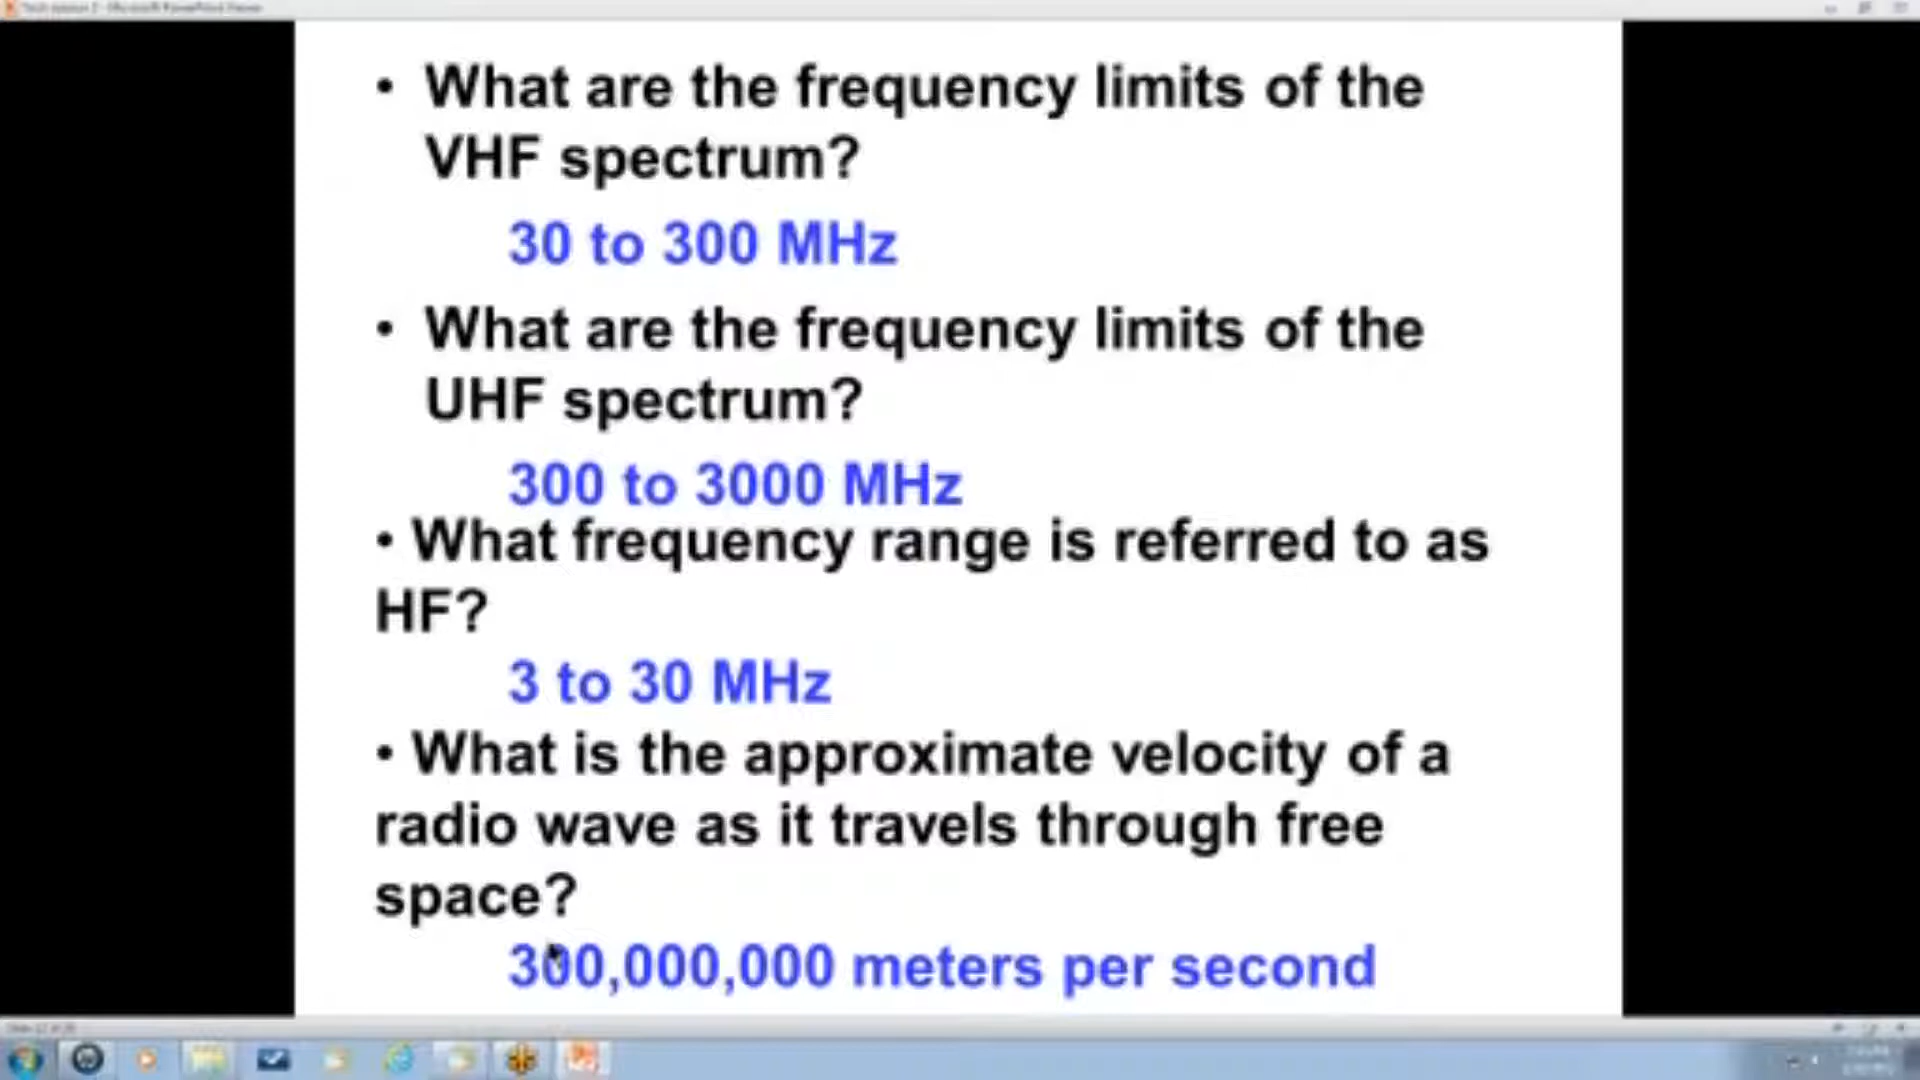 • What are the frequency limits of the
VHF spectrum?
30 to 300 MHz
• What are the frequency limits of the
UHF spectrum?
300 to 3000 MHz
• What frequency range is referred to as
HF?
3 to 30 MHz
• What is the approximate velocity of a
radio wave as it travels through free
space?
300,000,000 meters per second